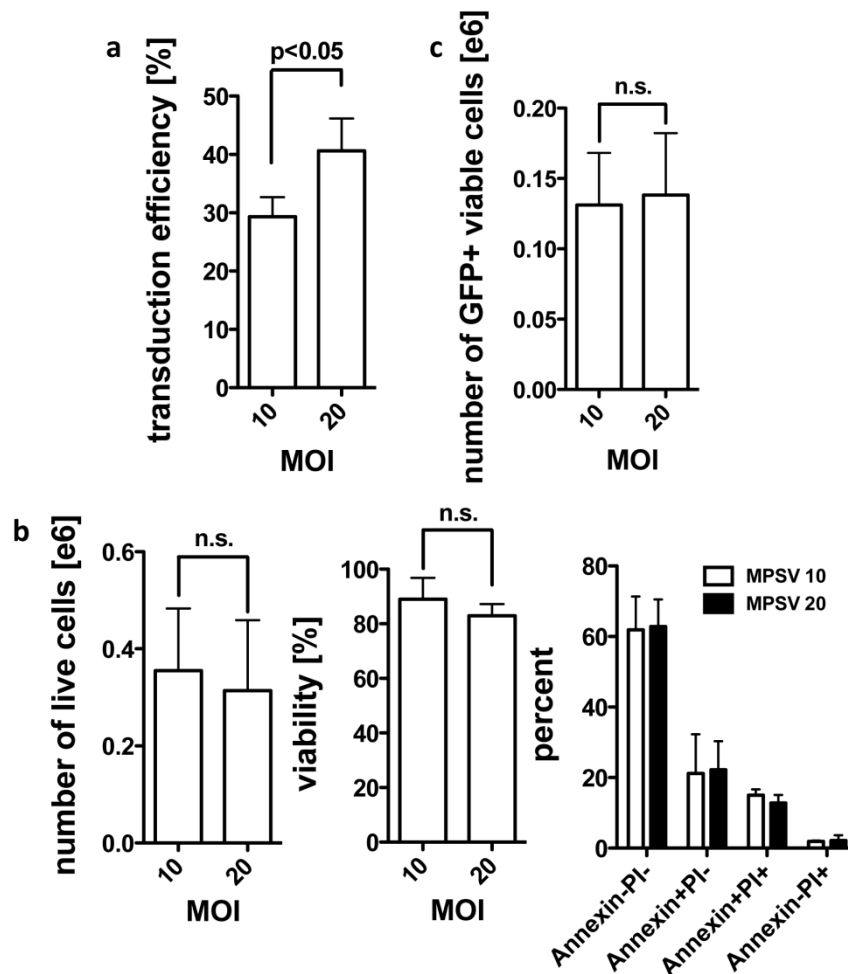 a
p<0.05
transduction efficiency [%]
50
40
30
20
10
0
10
20
MOI
c
n.s.
number of GFP+ viable cells [e6]
0.20
0.15
0.10
0.05
0.00
10
20
MOI
b
n.s.
number of live cells [e6]
0.6
0.4
0.2
0.0
10
20
MOI
n.s.
viability [%]
100
80
60
40
20
0
10
20
MOI
percent
80
60
40
20
0
MPSV 10
MPSV 20
Annexin-PI-
Annexin+PI-
Annexin+PI+
Annexin-PI+